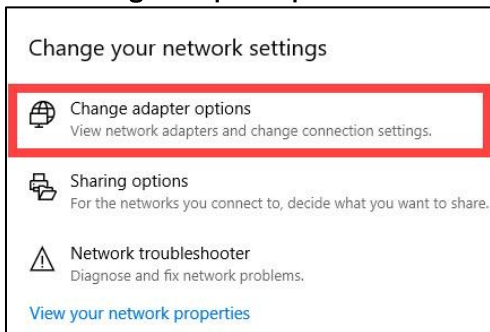 Change your network settings
Change adapter options
View network adapters and change connection settings.
Sharing options
For the networks you connect to, decide what you want to share.
Network troubleshooter
Diagnose and fix network problems.
View your network properties